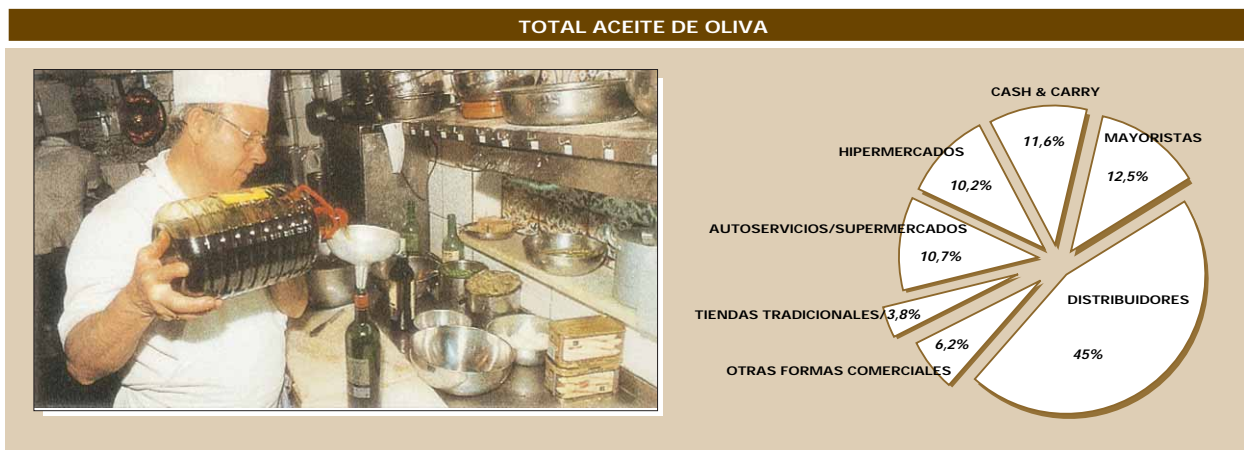 TOTAL ACEITE DE OLIVA
CASH & CARRY
11,6%
MAYORISTAS
12,5%
HIPERMERCADOS
10,2%
AUTOSERVICIOS/SUPERMERCADOS
10,7%
DISTRIBUIDORES
45%
TIENDAS TRADICIONALES/
3,8%
6,2%
OTRAS FORMAS COMERCIALES